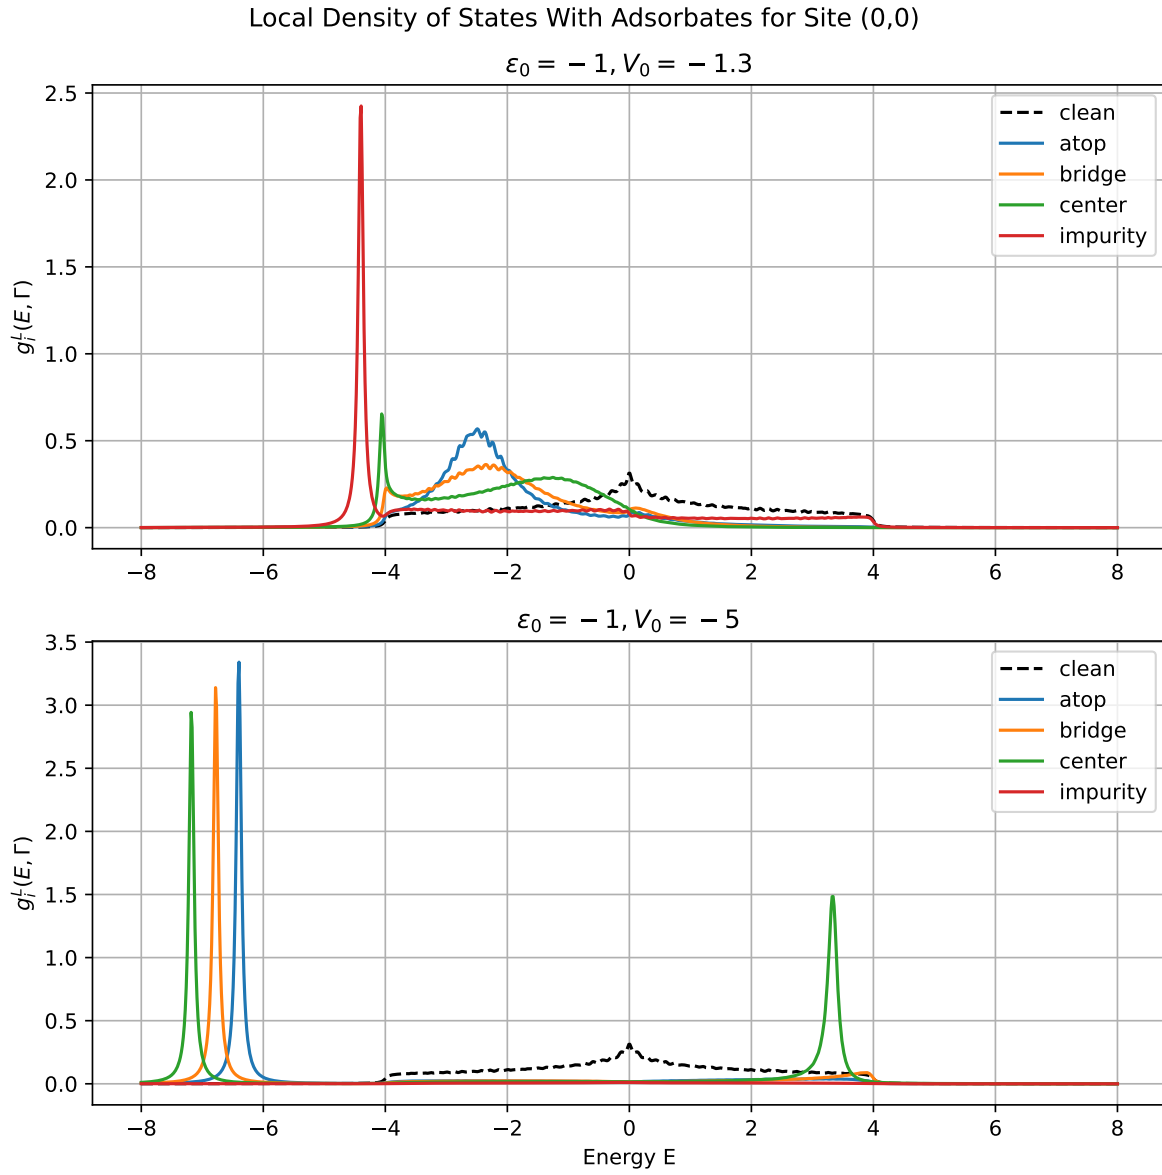 Local Density of States With Adsorbates for Site (0,0)
ε₀ = −1, V₀ = −1.3
2.5
2.0
1.5
1.0
0.5
0.0
gᵢᴸ(E, Γ)
clean
atop
bridge
center
impurity
−8 −6 −4 −2 0 2 4 6 8
ε₀ = −1, V₀ = −5
3.5
3.0
2.5
2.0
1.5
1.0
0.5
0.0
gᵢᴸ(E, Γ)
clean
atop
bridge
center
impurity
−8 −6 −4 −2 0 2 4 6 8
Energy E